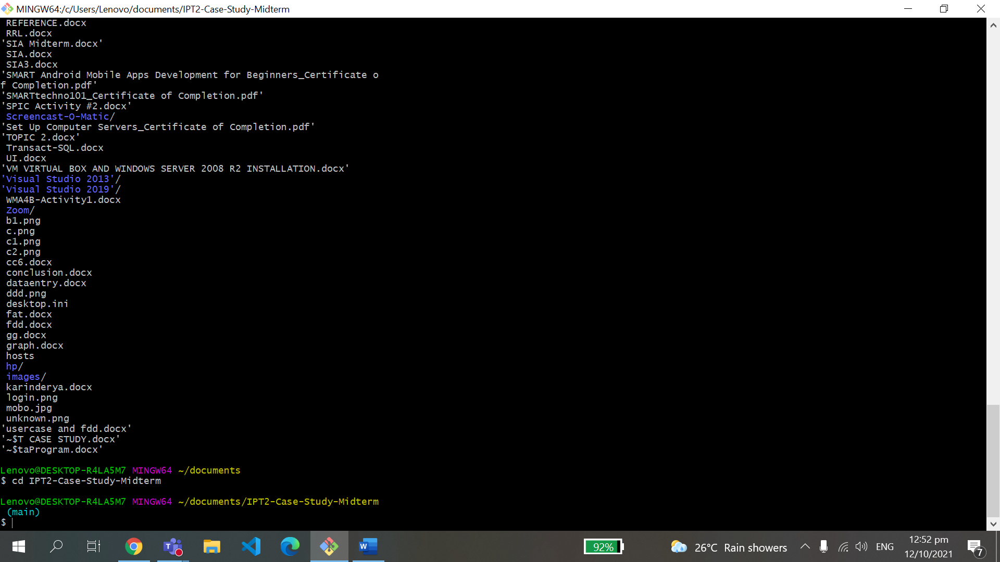 MINGW64:/c/Users/Lenovo/documents/IPT2-Case-Study-Midterm
REFERENCE.docx
RRL.docx
'SIA Midterm.docx'
SIA.docx
SIA3.docx
'SMART Android Mobile Apps Development for Beginners_Certificate o
f Completion.pdf'
'SMARTtechno101_Certificate of Completion.pdf'
'SPIC Activity #2.docx'
Screencast-O-Matic/
'Set Up Computer Servers_Certificate of Completion.pdf'
'TOPIC 2.docx'
Transact-SQL.docx
UI.docx
'VM VIRTUAL BOX AND WINDOWS SERVER 2008 R2 INSTALLATION.docx'
'Visual Studio 2013'/
'Visual Studio 2019'/
WMA4B-Activity1.docx
Zoom/
b1.png
c.png
c1.png
c2.png
cc6.docx
conclusion.docx
dataentry.docx
ddd.png
desktop.ini
fat.docx
fdd.docx
gg.docx
graph.docx
hosts
hp/
images/
karinderya.docx
login.png
mobo.jpg
unknown.png
'usercase and fdd.docx'
'~$T CASE STUDY.docx'
'~$taProgram.docx'
Lenovo@DESKTOP-R4LA5M7 MINGW64 ~/documents
$ cd IPT2-Case-Study-Midterm
Lenovo@DESKTOP-R4LA5M7 MINGW64 ~/documents/IPT2-Case-Study-Midterm
(main)
$
92%
26°C Rain showers
ENG
12:52 pm
12/10/2021
7